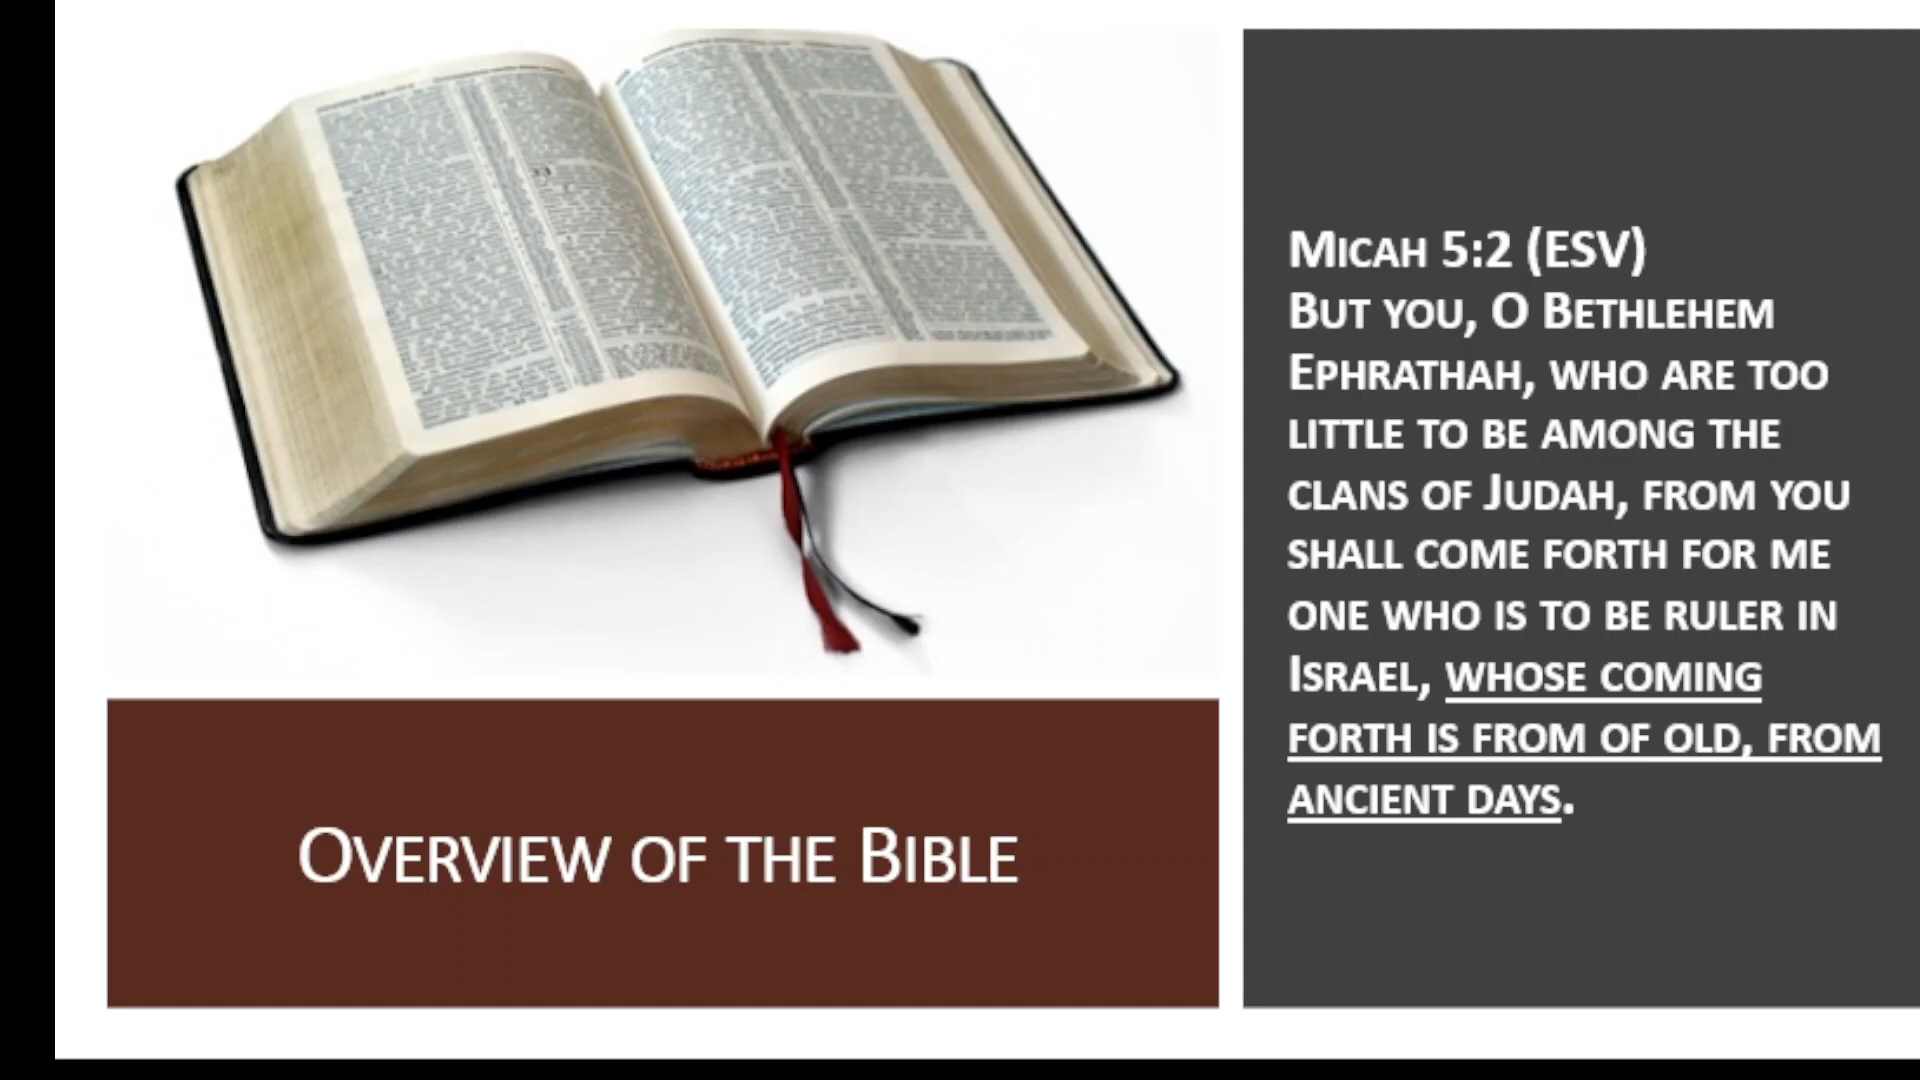 Micah 5:2 (ESV)
But you, O Bethlehem
Ephrathah, who are too
little to be among the
clans of Judah, from you
shall come forth for me
one who is to be ruler in
Israel, whose coming
forth is from of old, from
ancient days.
Overview of the Bible